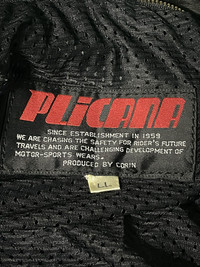 PLiCANA
SINCE ESTABLISHMENT IN 1959
WE ARE CHASING THE SAFETY FOR RIDER'S FUTURE
TRAVELS AND ARE CHALLENGING DEVELOPMENT OF
MOTOR-SPORTS WEARS.
PRODUCED BY CORIN
LL